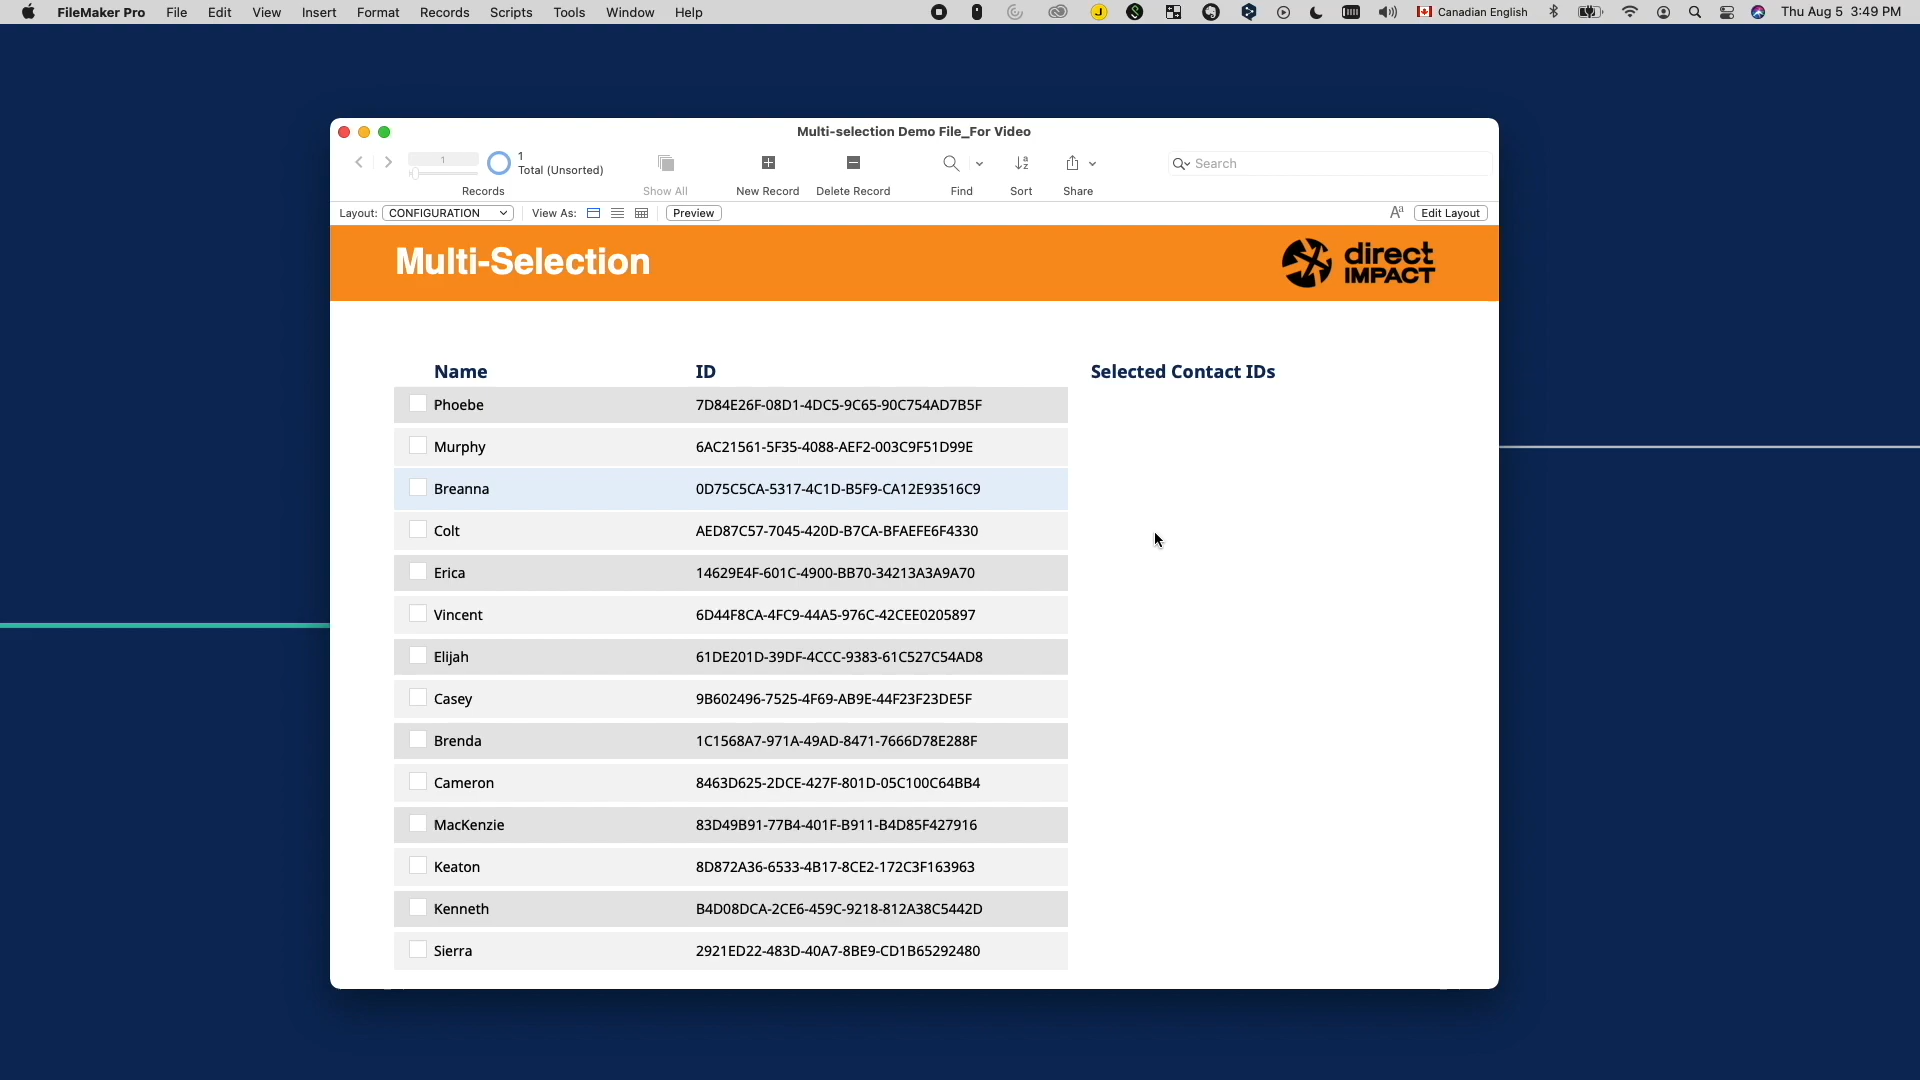 FileMaker Pro File Edit View Insert Format Records Scripts Tools Window Help J S Canadian English Thu Aug 5 3:49 PM
Multi-selection Demo File_For Video
1 1 Total (Unsorted) Search
Records Show All New Record Delete Record Find Sort Share
Layout: CONFIGURATION View As: Preview Aa Edit Layout
Multi-Selection direct IMPACT
Name ID Selected Contact IDs
Phoebe 7D84E26F-08D1-4DC5-9C65-90C754AD7B5F
Murphy 6AC21561-5F35-4088-AEF2-003C9F51D99E
Breanna 0D75C5CA-5317-4C1D-B5F9-CA12E93516C9
Colt AED87C57-7045-420D-B7CA-BFAEFE6F4330
Erica 14629E4F-601C-4900-BB70-34213A3A9A70
Vincent 6D44F8CA-4FC9-44A5-976C-42CEE0205897
Elijah 61DE201D-39DF-4CCC-9383-61C527C54AD8
Casey 9B602496-7525-4F69-AB9E-44F23F23DE5F
Brenda 1C1568A7-971A-49AD-8471-7666D78E288F
Cameron 8463D625-2DCE-427F-801D-05C100C64BB4
MacKenzie 83D49B91-77B4-401F-B911-B4D85F427916
Keaton 8D872A36-6533-4B17-8CE2-172C3F163963
Kenneth B4D08DCA-2CE6-459C-9218-812A38C5442D
Sierra 2921ED22-483D-40A7-8BE9-CD1B65292480